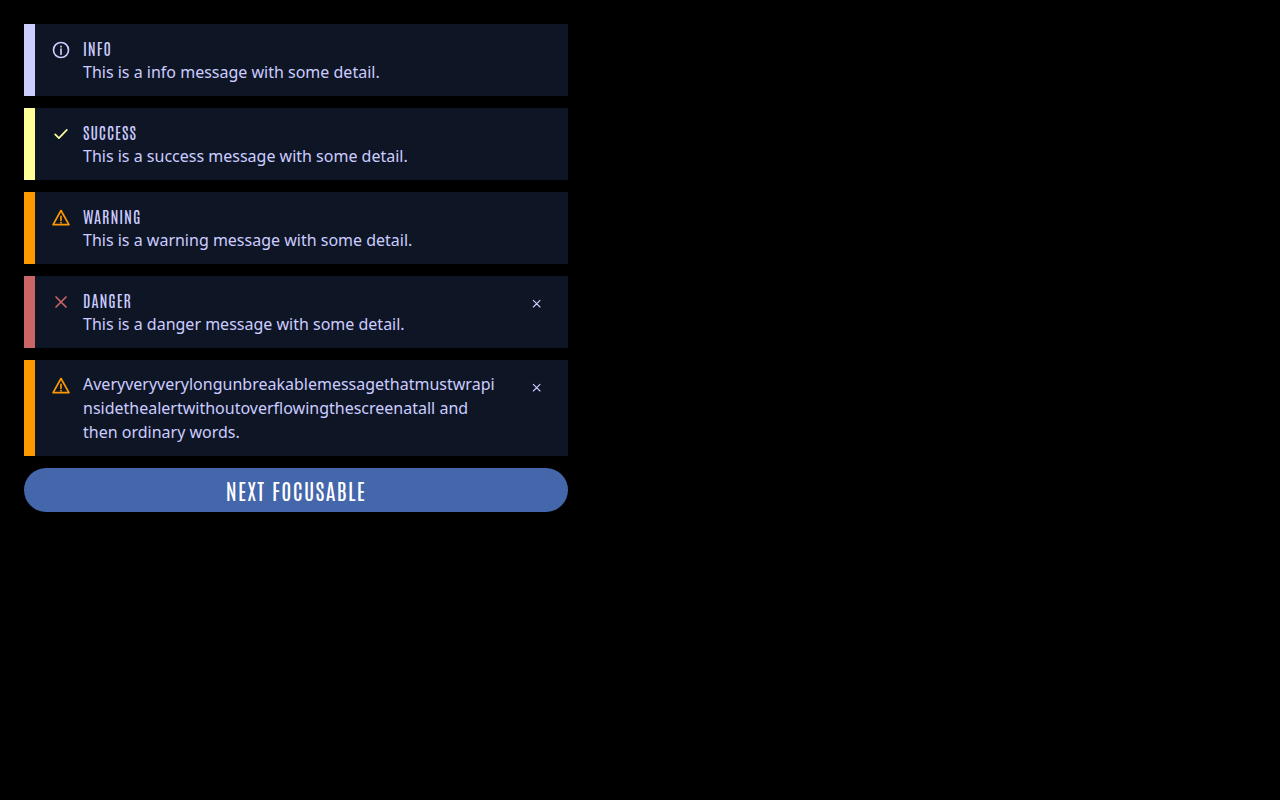 INFO
This is a info message with some detail.
SUCCESS
This is a success message with some detail.
WARNING
This is a warning message with some detail.
DANGER
This is a danger message with some detail.
Averyveryverylongunbreakablemessagethatmustwrapi
nsidethealertwithoutoverflowingthescreenatall and
then ordinary words.
NEXT FOCUSABLE